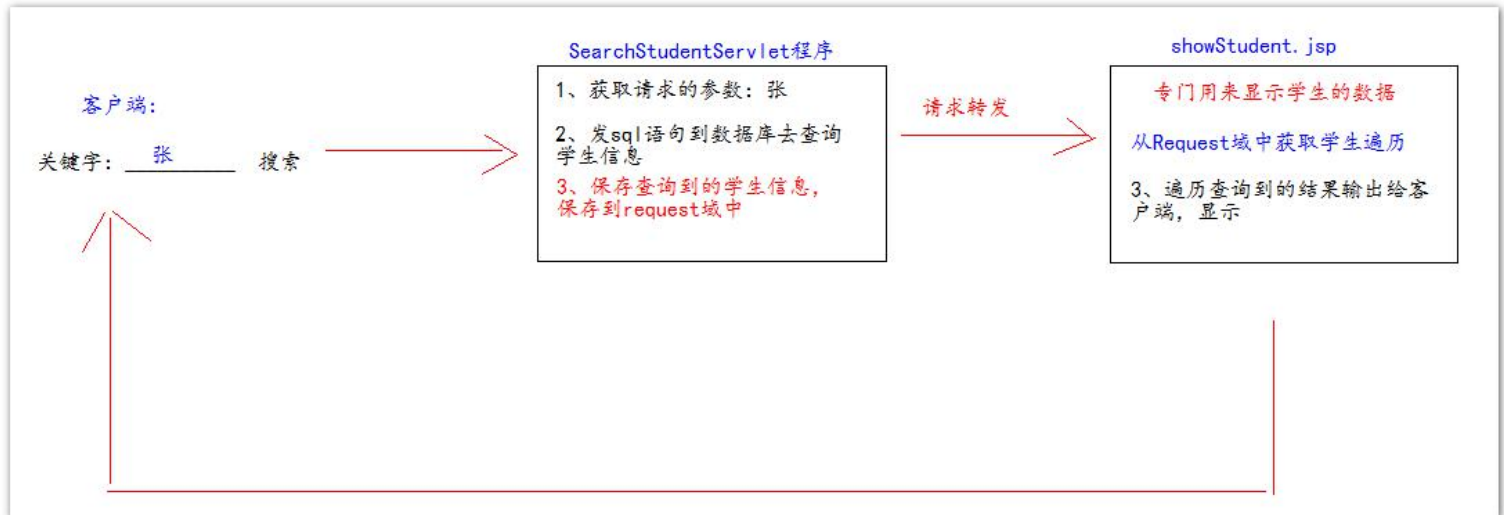 客户端:
关键字: 张 搜索
SearchStudentServlet程序
1、获取请求的参数: 张
2、发sql语句到数据库去查询
学生信息
3、保存查询到的学生信息,
保存到request域中
请求转发
showStudent.jsp
专门用来显示学生的数据
从Request域中获取学生遍历
3、遍历查询到的结果输出给客
户端, 显示